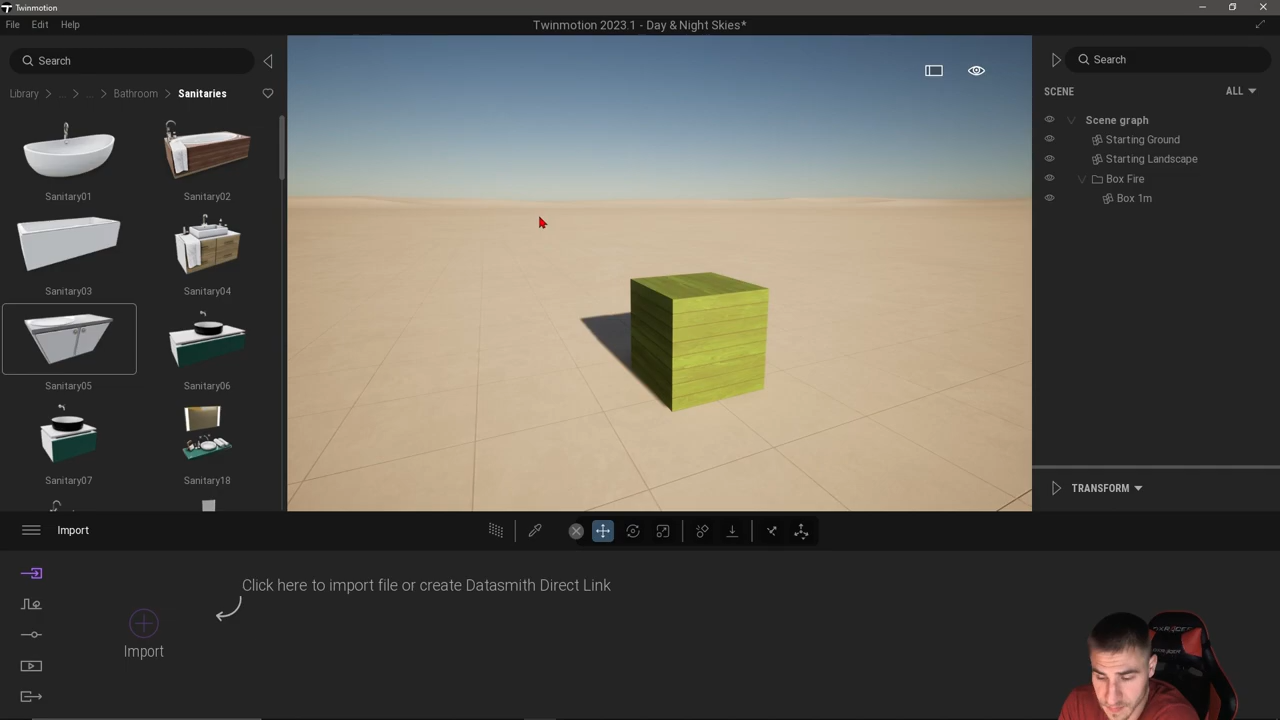 Twinmotion
File Edit Help
Twinmotion 2023.1 - Day & Night Skies*
Search
Library > ... > ... > Bathroom > Sanitaries
Sanitary01
Sanitary02
Sanitary03
Sanitary04
Sanitary05
Sanitary06
Sanitary07
Sanitary18
Search
SCENE ALL
Scene graph
Starting Ground
Starting Landscape
Box Fire
Box 1m
TRANSFORM
Import
Click here to import file or create Datasmith Direct Link
Import